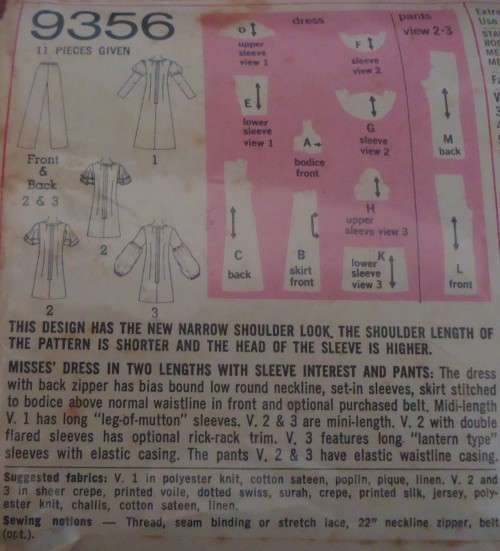 9356
11 PIECES GIVEN
Front
&
Back
2 & 3
1
2
2
3
dress
pants
view 2-3
D
upper
sleeve
view 1
F
sleeve
view 2
E
lower
sleeve
view 1
G
sleeve
view 2
A
bodice
front
M
back
H
upper
sleeve view 3
C
back
B
skirt
front
K
lower
sleeve
view 3
L
front
Extra
Use
STA
ROS
ME
ME
Fa
V.
3
THIS DESIGN HAS THE NEW NARROW SHOULDER LOOK, THE SHOULDER LENGTH OF
THE PATTERN IS SHORTER AND THE HEAD OF THE SLEEVE IS HIGHER.
MISSES' DRESS IN TWO LENGTHS WITH SLEEVE INTEREST AND PANTS: The dress
with back zipper has bias bound low round neckline, set-in sleeves, skirt stitched
to bodice above normal waistline in front and optional purchased belt. Midi-length
V. 1 has long "leg-of-mutton" sleeves. V. 2 & 3 are mini-length. V. 2 with double
flared sleeves has optional rick-rack trim. V. 3 features long "lantern type"
sleeves with elastic casing. The pants V. 2 & 3 have elastic waistline casing.
Suggested fabrics: V. 1 in polyester knit, cotton sateen, poplin, pique, linen. V. 2 and
3 in sheer crepe, printed voile, dotted swiss, surah, crepe, printed silk, jersey, poly-
ester knit, challis, cotton sateen, linen.
Sewing notions — Thread, seam binding or stretch lace, 22" neckline zipper, belt
(opt.).